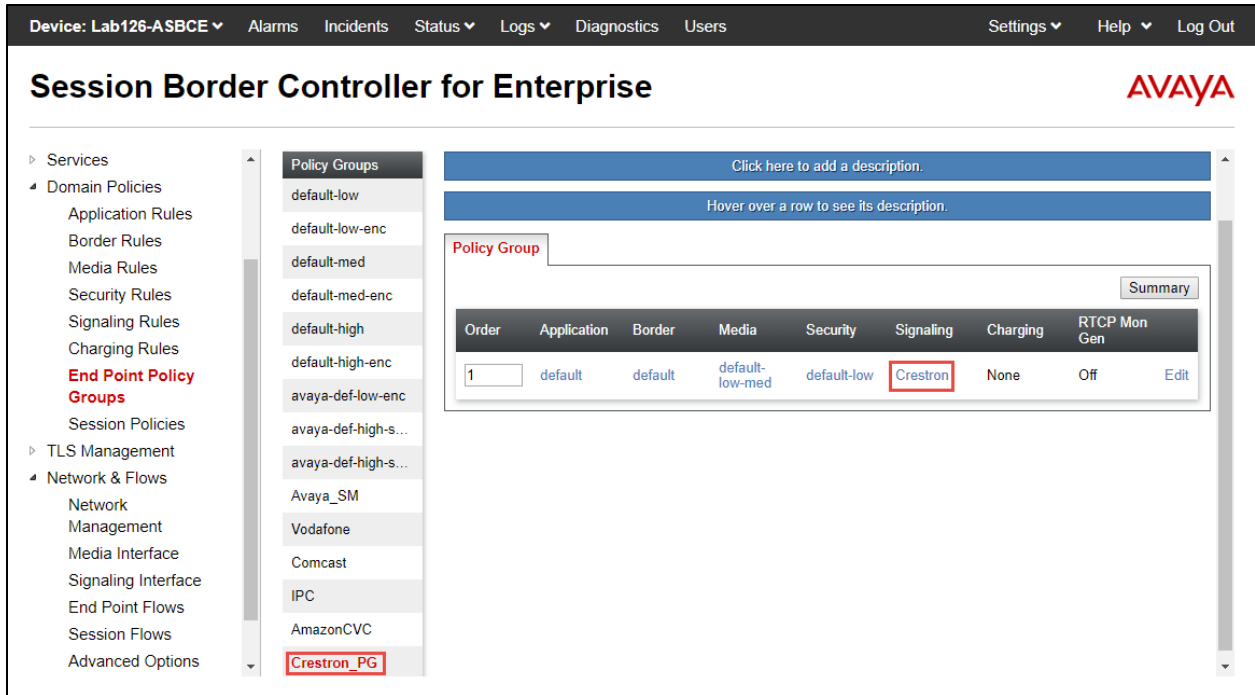 Device: Lab126-ASBCE Alarms Incidents Status Logs Diagnostics Users Settings Help Log Out
Session Border Controller for Enterprise
AVAYA
Services
Domain Policies
Application Rules
Border Rules
Media Rules
Security Rules
Signaling Rules
Charging Rules
End Point Policy
Groups
Session Policies
TLS Management
Network & Flows
Network
Management
Media Interface
Signaling Interface
End Point Flows
Session Flows
Advanced Options
Policy Groups
default-low
default-low-enc
default-med
default-med-enc
default-high
default-high-enc
avaya-def-low-enc
avaya-def-high-s...
avaya-def-high-s...
Avaya_SM
Vodafone
Comcast
IPC
AmazonCVC
Crestron_PG
Click here to add a description.
Hover over a row to see its description.
Policy Group
Summary
Order Application Border Media Security Signaling Charging RTCP Mon
Gen
1 default default default-
low-med default-low Crestron None Off Edit